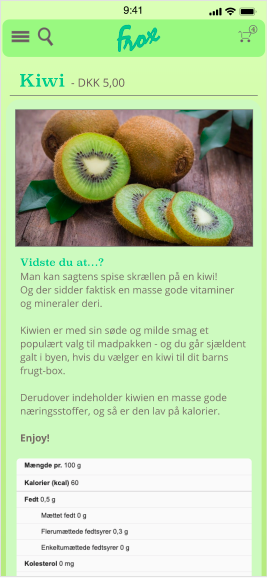 9:41
frox
4
Kiwi - DKK 5,00
Vidste du at...?
Man kan sagtens spise skrællen på en kiwi!
Og der sidder faktisk en masse gode vitaminer
og mineraler deri.
Kiwien er med sin søde og milde smag et
populært valg til madpakken - og du går sjældent
galt i byen, hvis du vælger en kiwi til dit barns
frugt-box.
Derudover indeholder kiwien en masse gode
næringsstoffer, og så er den lav på kalorier.
Enjoy!
Mængde pr. 100 g
Kalorier (kcal) 60
Fedt 0,5 g
Mættet fedt 0 g
Flerumættede fedtsyrer 0,3 g
Enkeltumættede fedtsyrer 0 g
Kolesterol 0 mg